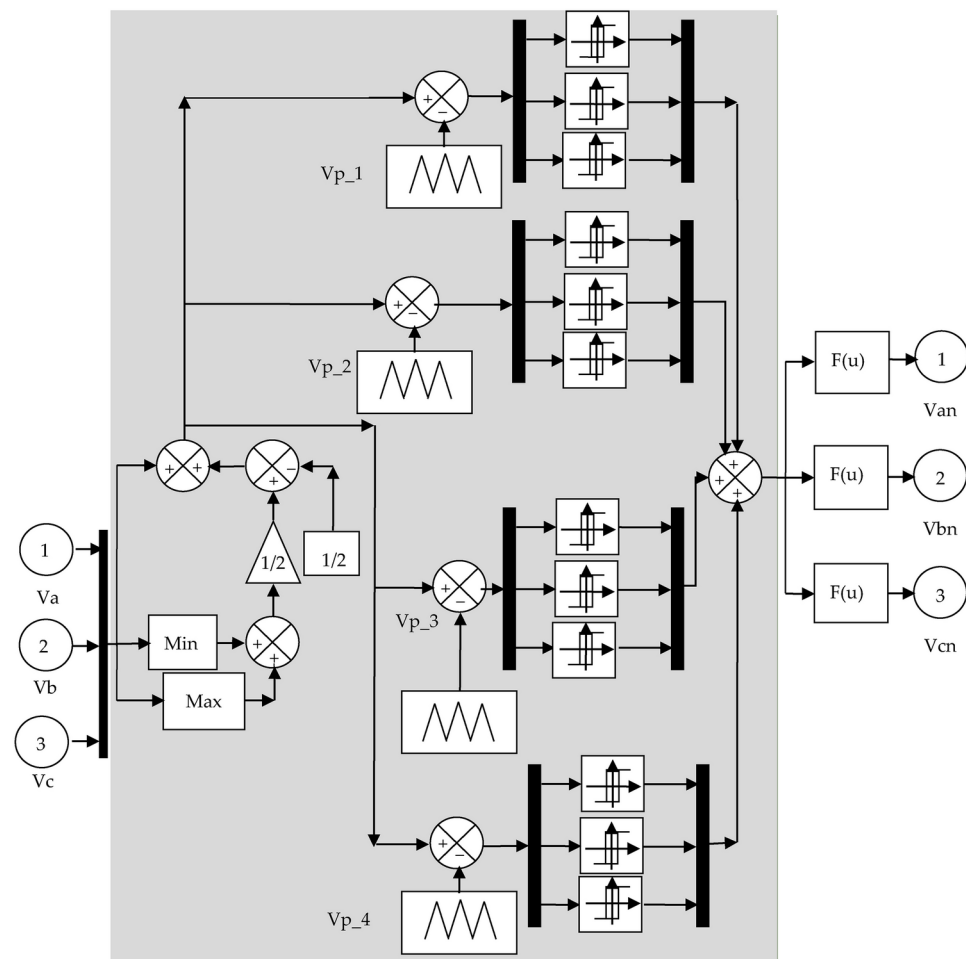 +
−
Vp_1
+
−
Vp_2
F(u)
1
Van
+
+
+
−
+
1/2
1/2
+
+
+
F(u)
2
Vbn
1
Va
+
−
Vp_3
F(u)
3
Vcn
2
Vb
Min
+
+
Max
3
Vc
+
−
Vp_4